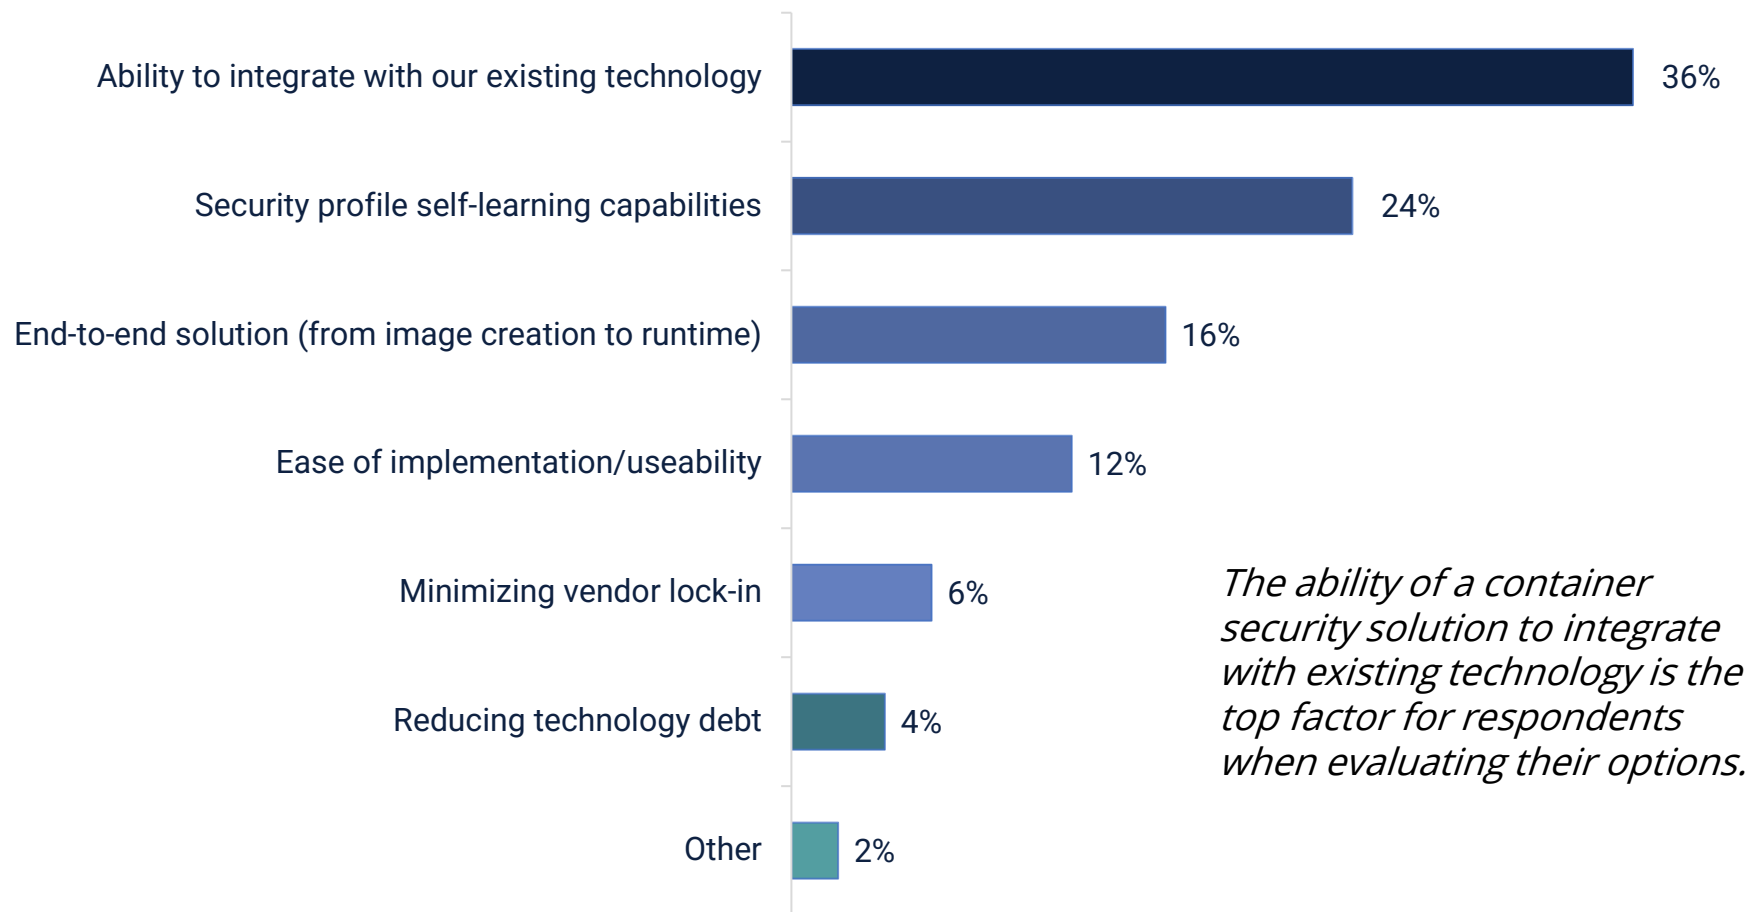 Ability to integrate with our existing technology 36%
Security profile self-learning capabilities 24%
End-to-end solution (from image creation to runtime) 16%
Ease of implementation/useability 12%
Minimizing vendor lock-in 6%
Reducing technology debt 4%
Other 2%
The ability of a container
security solution to integrate
with existing technology is the
top factor for respondents
when evaluating their options.